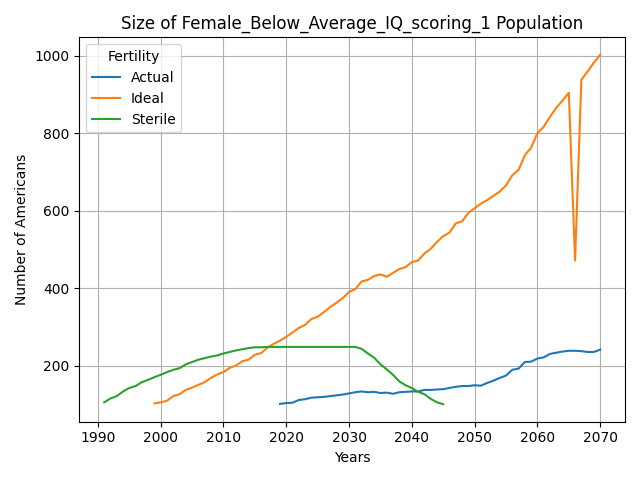 Size of Female_Below_Average_IQ_scoring_1 Population
Fertility
Actual
Ideal
Sterile
Number of Americans
1000
800
600
400
200
1990 2000 2010 2020 2030 2040 2050 2060 2070
Years